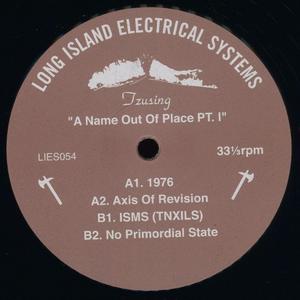 LONG ISLAND ELECTRICAL SYSTEMS
Tzusing
"A Name Out Of Place PT. I"
LIES054
33⅓rpm
A1. 1976
A2. Axis Of Revision
B1. ISMS (TNXILS)
B2. No Primordial State